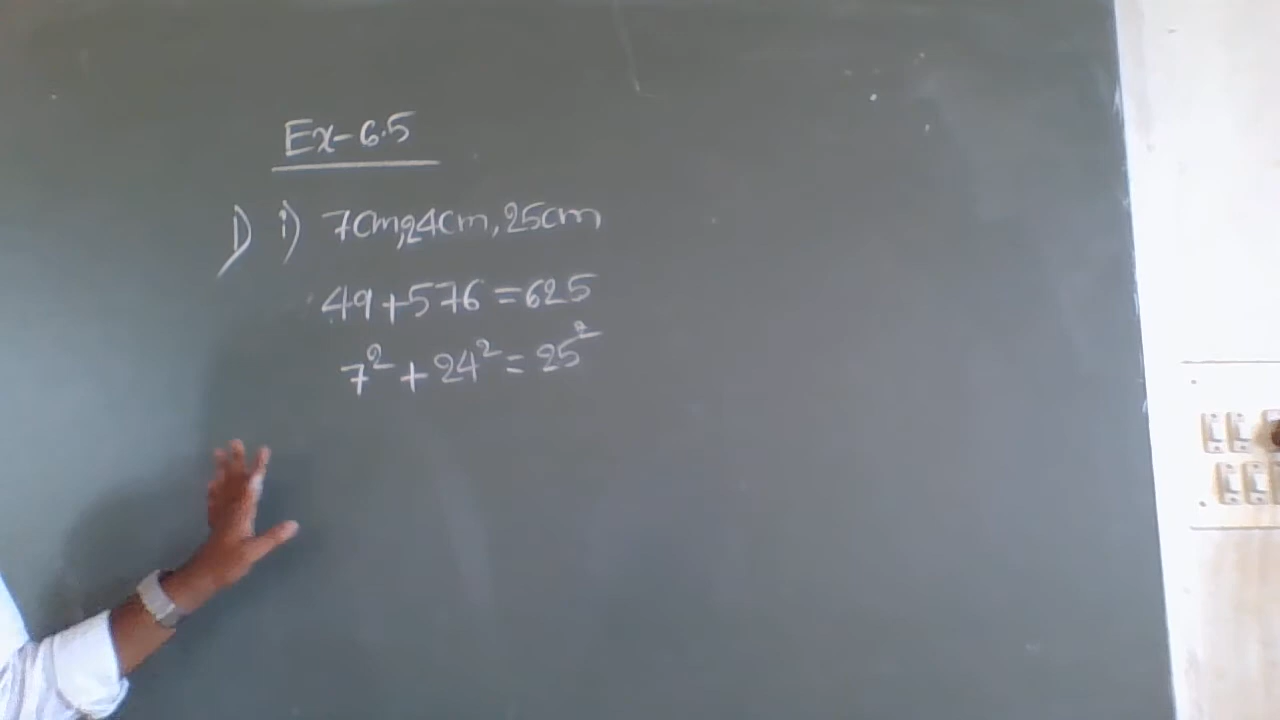 Ex-6.5
1) i) 7cm,24cm,25cm
49+576=625
7²+24²=25²